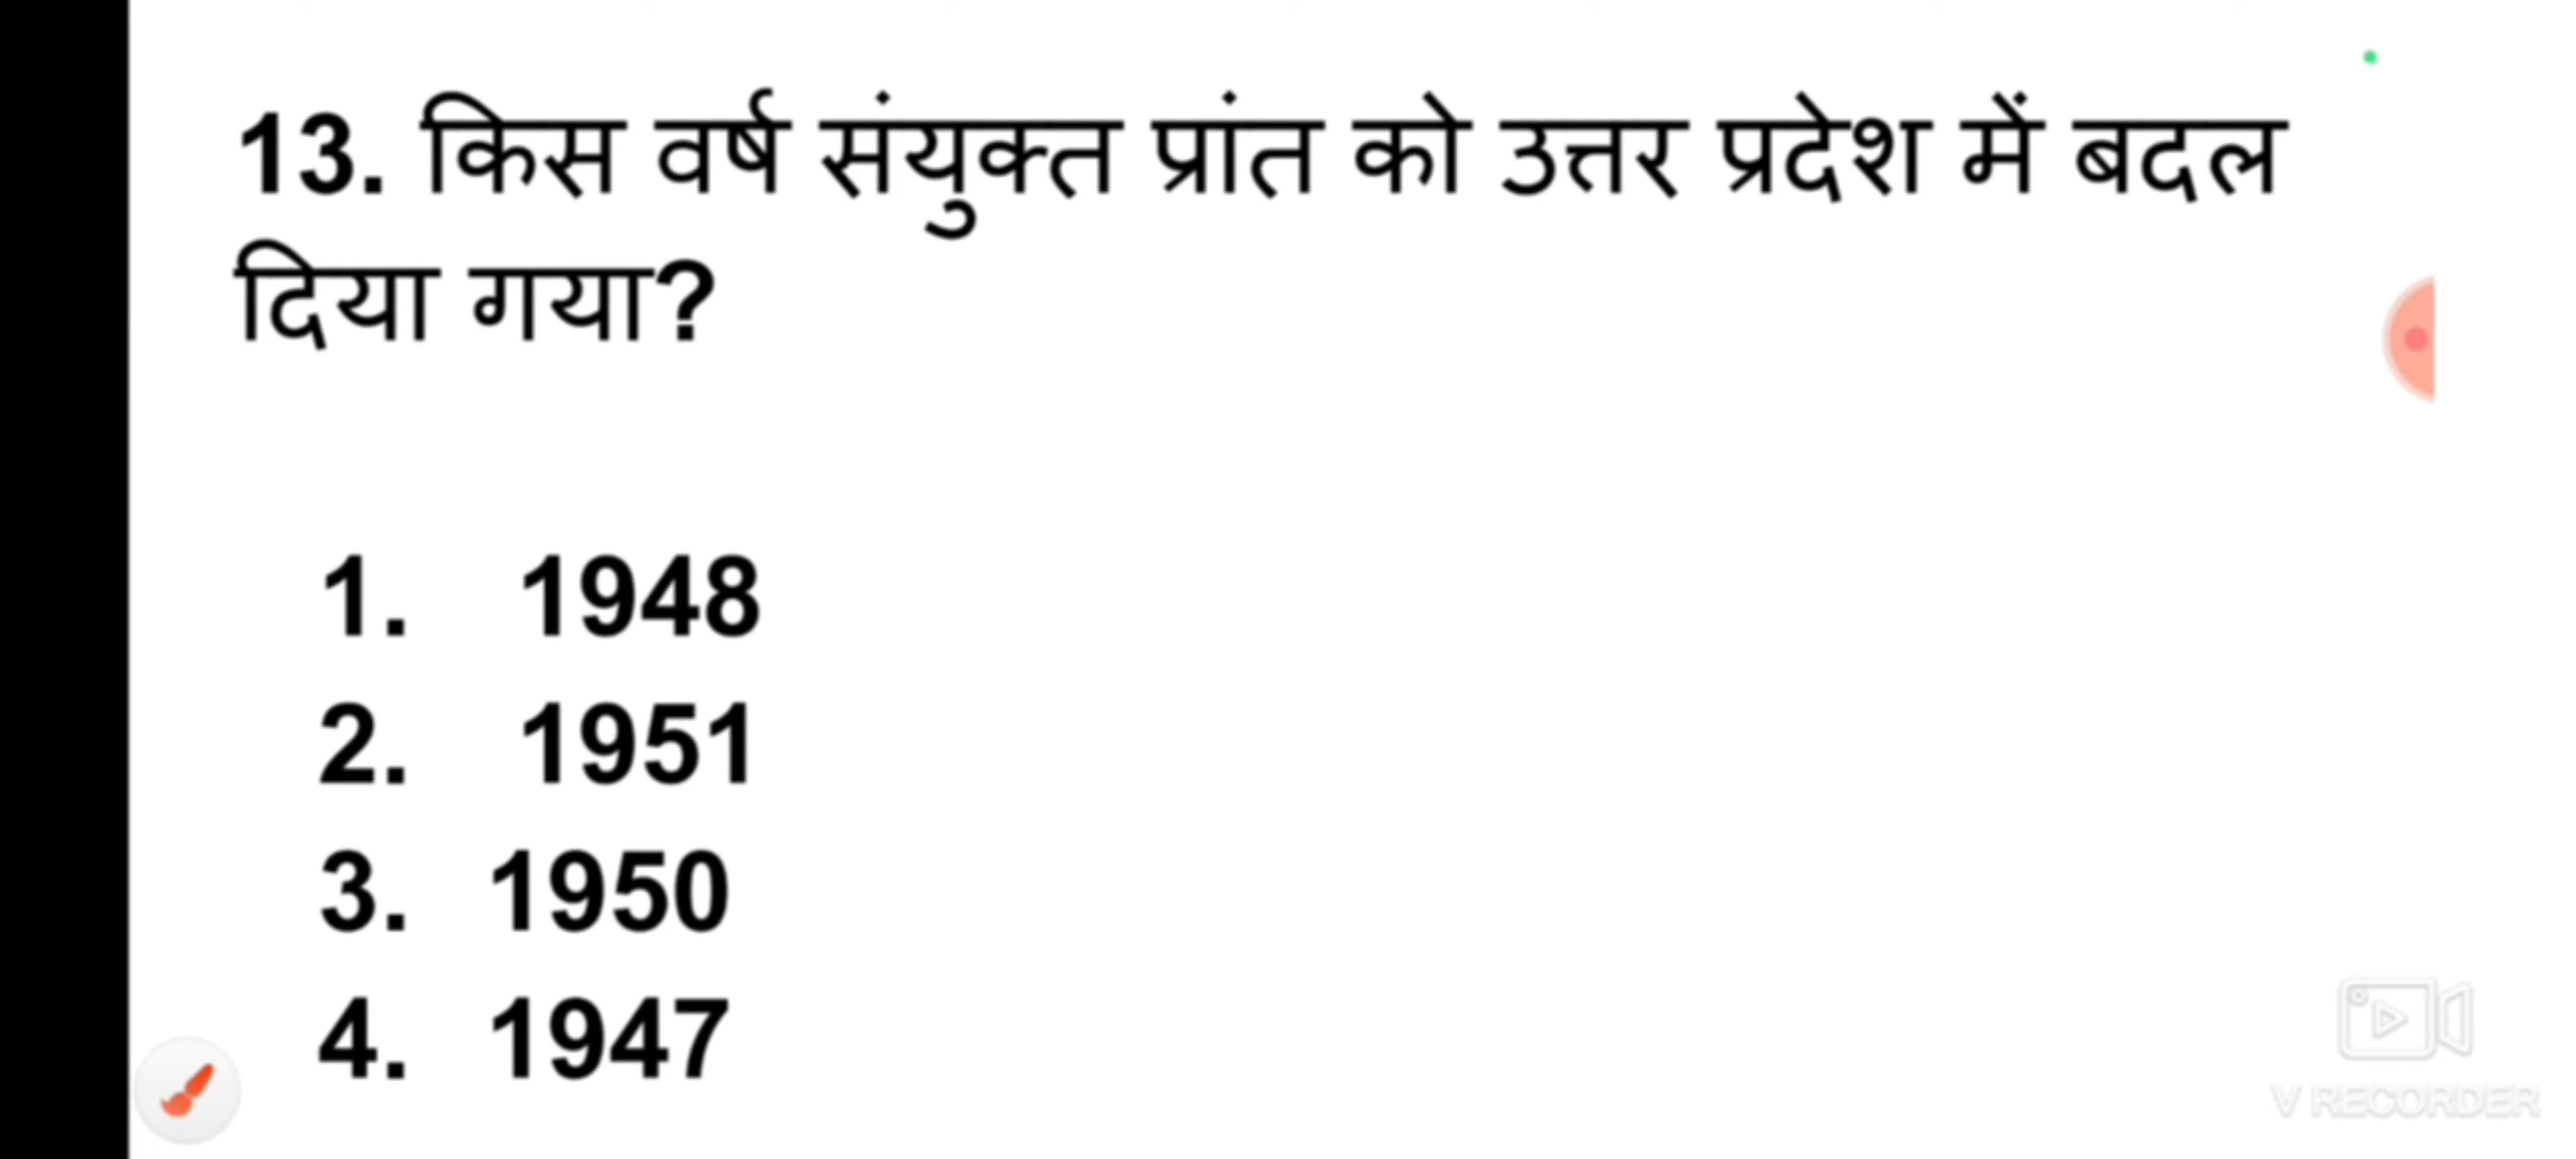 13. किस वर्ष संयुक्त प्रांत को उत्तर प्रदेश में बदल
दिया गया?
1. 1948
2. 1951
3. 1950
4. 1947
V RECORDER